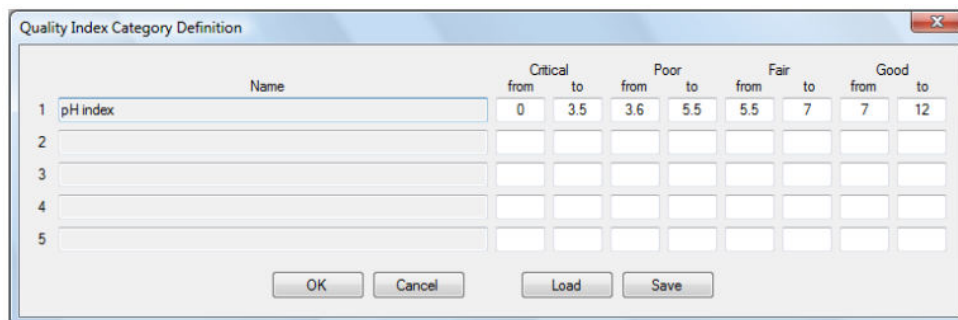 Quality Index Category Definition
Critical Poor Fair Good
Name from to from to from to from to
1 pH index 0 3.5 3.6 5.5 5.5 7 7 12
2
3
4
5
OK Cancel Load Save